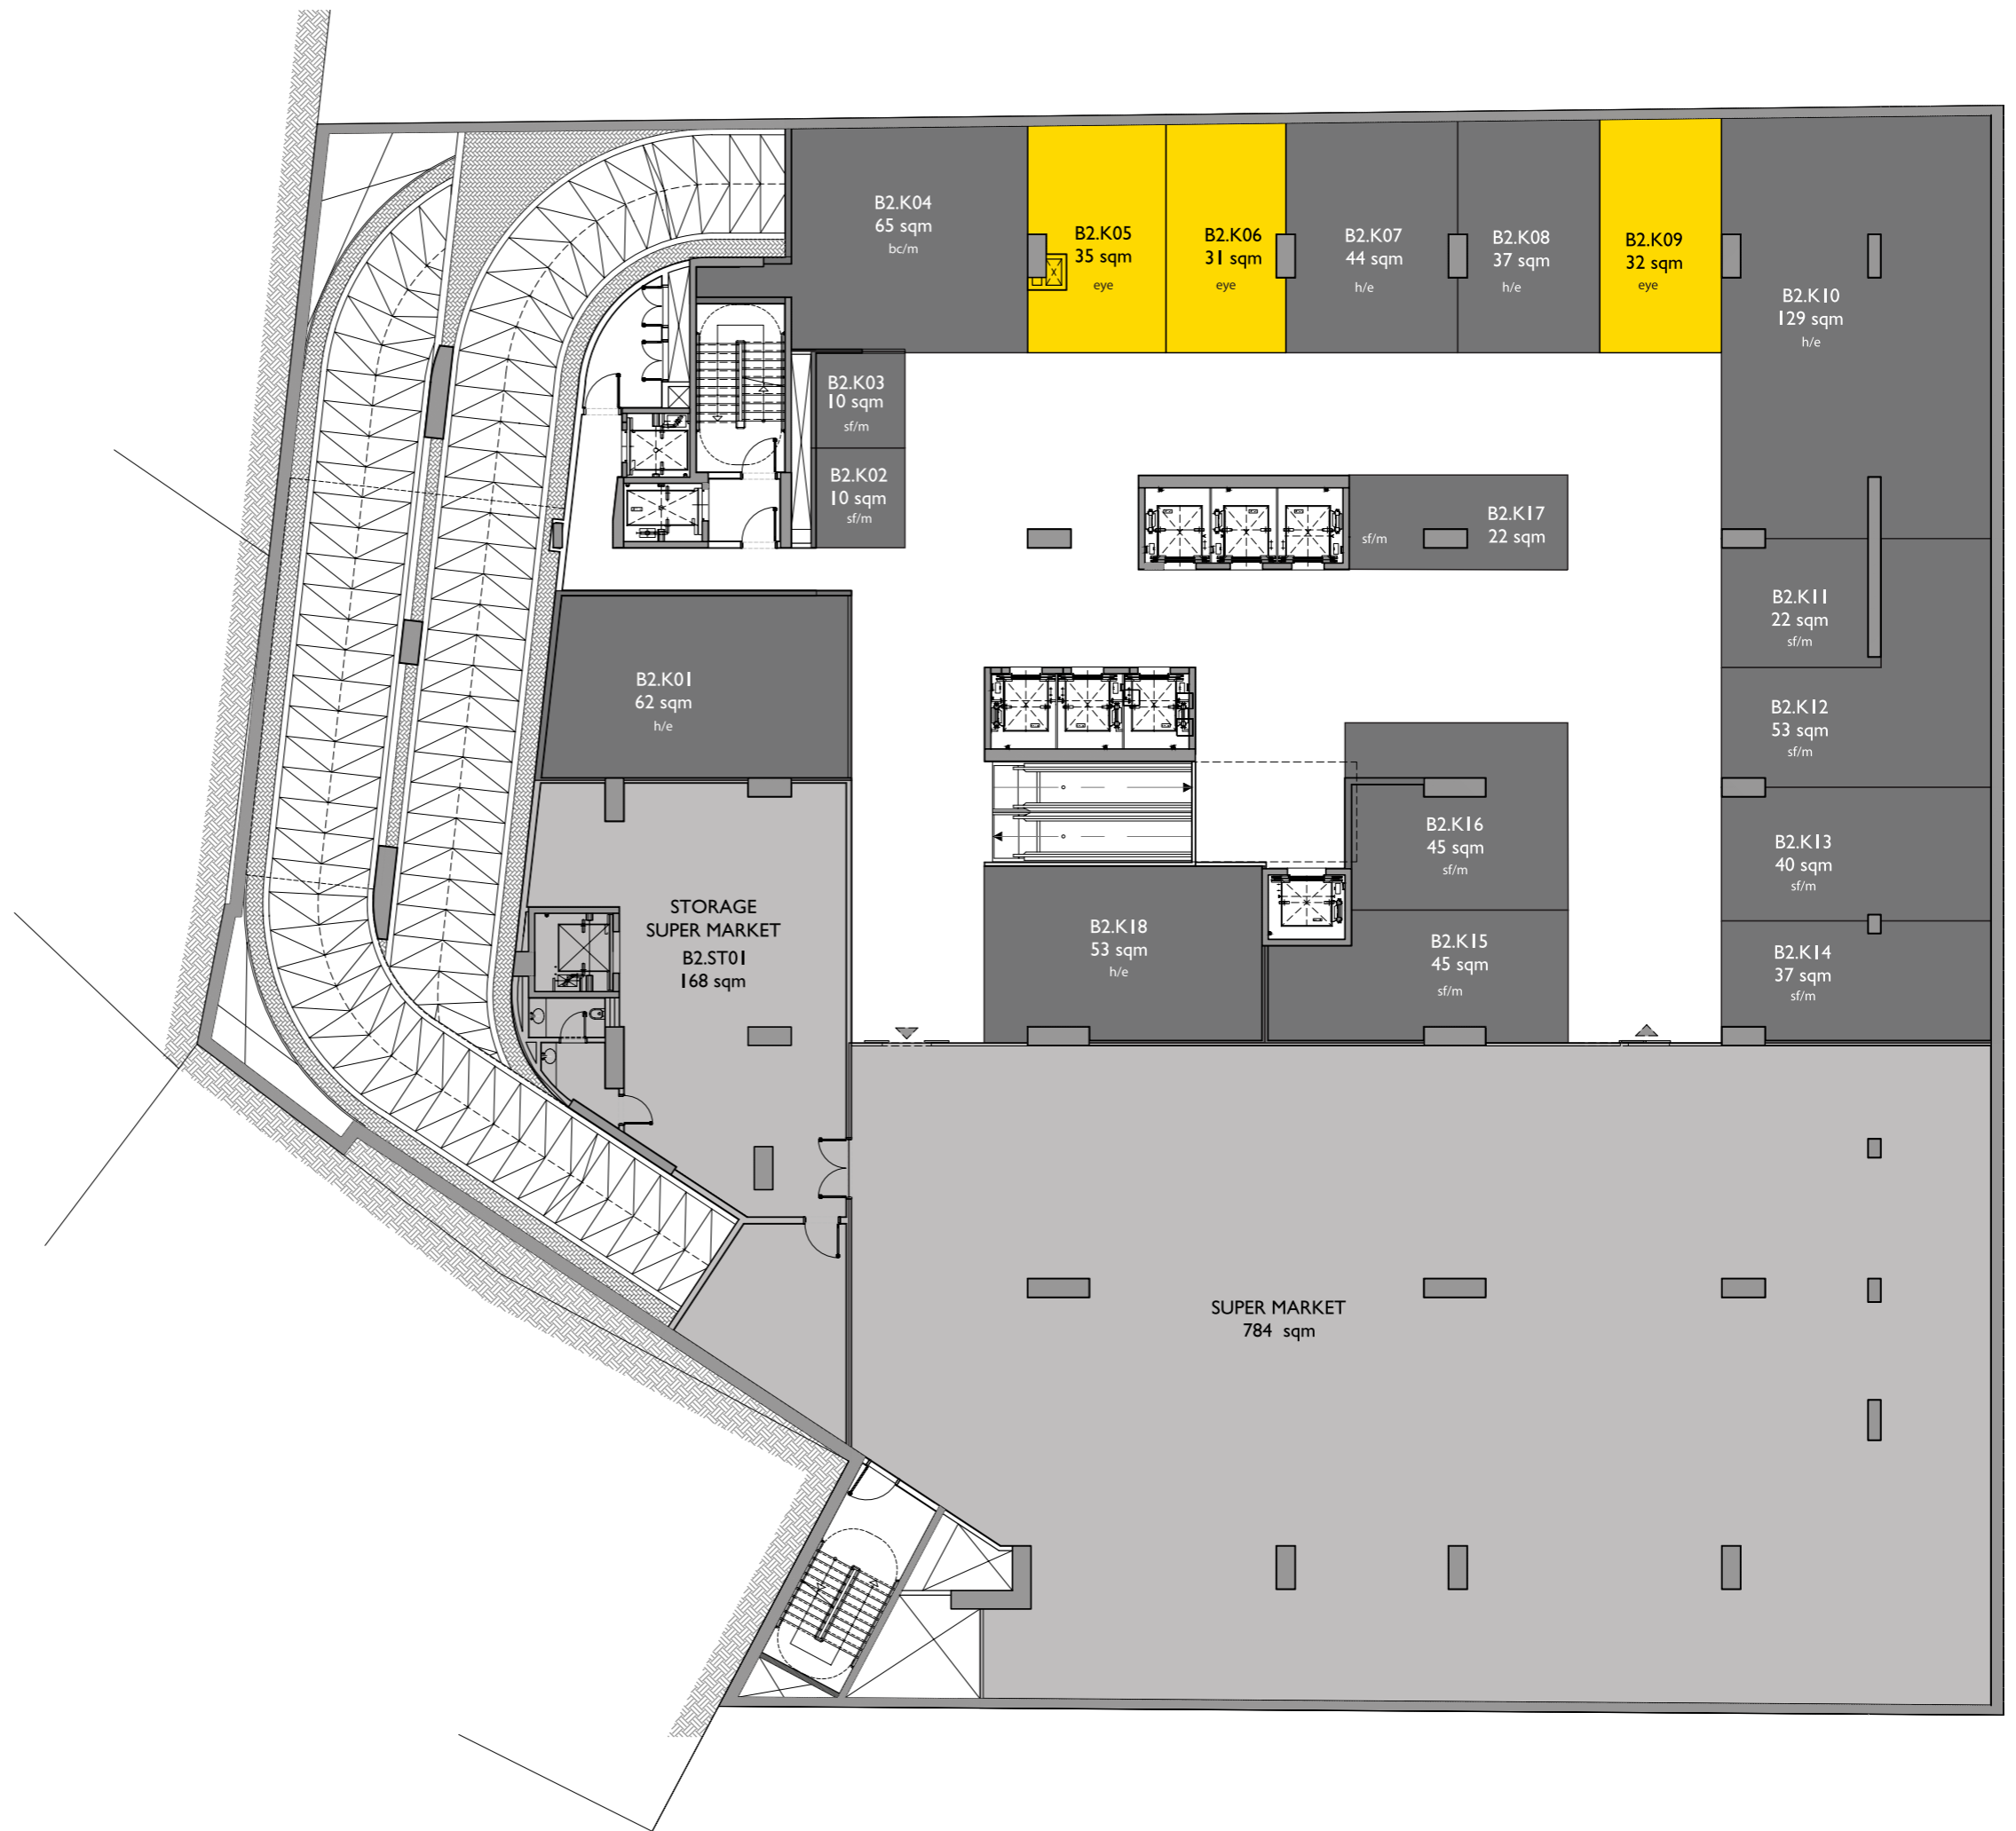 B2.K04
65 sqm
bc/m
B2.K05
35 sqm
eye
B2.K06
31 sqm
eye
B2.K07
44 sqm
h/e
B2.K08
37 sqm
h/e
B2.K09
32 sqm
eye
B2.K10
129 sqm
h/e
B2.K03
10 sqm
sf/m
B2.K02
10 sqm
sf/m
B2.K17
22 sqm
sf/m
B2.K11
22 sqm
sf/m
B2.K01
62 sqm
h/e
B2.K12
53 sqm
sf/m
B2.K16
45 sqm
sf/m
B2.K13
40 sqm
sf/m
STORAGE
SUPER MARKET
B2.ST01
168 sqm
B2.K18
53 sqm
h/e
B2.K15
45 sqm
sf/m
B2.K14
37 sqm
sf/m
SUPER MARKET
784 sqm